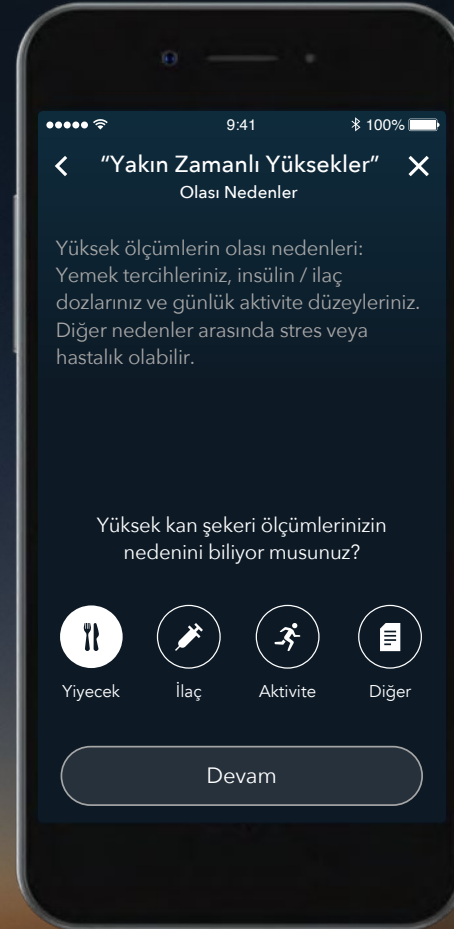 9:41
100%
“Yakın Zamanlı Yüksekler”
Olası Nedenler
Yüksek ölçümlerin olası nedenleri:
Yemek tercihleriniz, insülin / ilaç
dozlarınız ve günlük aktivite düzeyleriniz.
Diğer nedenler arasında stres veya
hastalık olabilir.
Yüksek kan şekeri ölçümlerinizin
nedenini biliyor musunuz?
Yiyecek
İlaç
Aktivite
Diğer
Devam